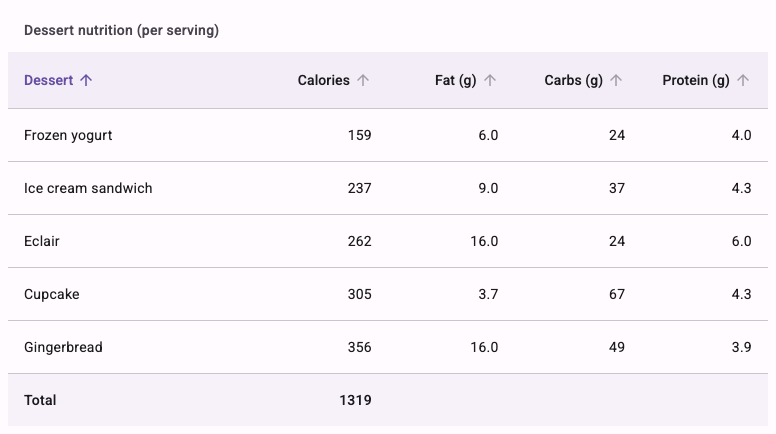 Dessert nutrition (per serving)
Dessert ↑ Calories ↑ Fat (g) ↑ Carbs (g) ↑ Protein (g) ↑
Frozen yogurt 159 6.0 24 4.0
Ice cream sandwich 237 9.0 37 4.3
Eclair 262 16.0 24 6.0
Cupcake 305 3.7 67 4.3
Gingerbread 356 16.0 49 3.9
Total 1319